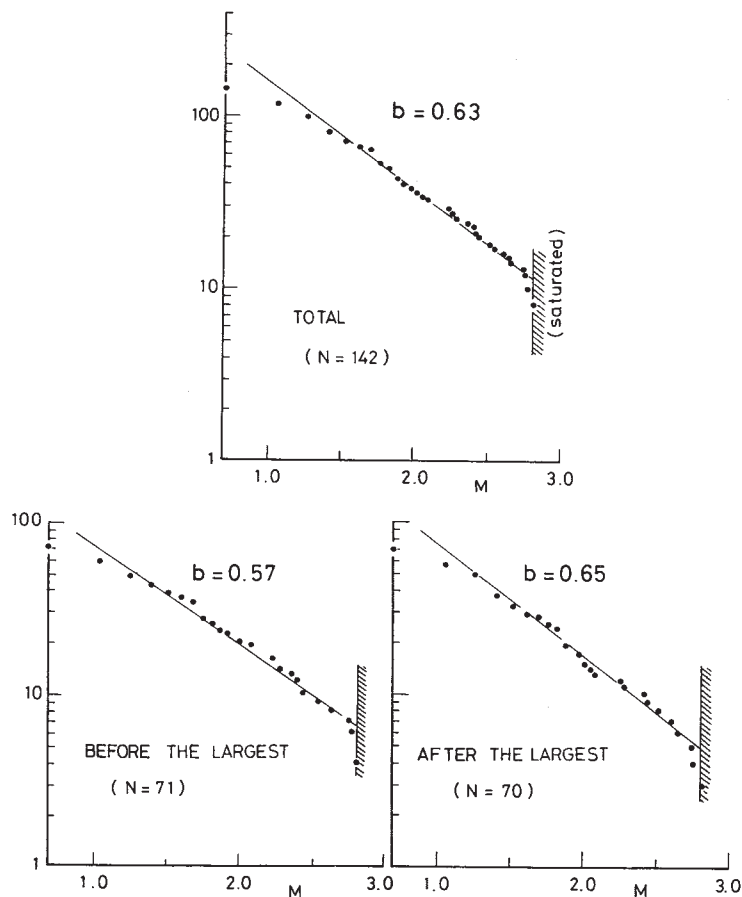 100
b = 0.63
10
(saturated)
TOTAL
(N = 142)
1
1.0
2.0
M
3.0
100
b = 0.57
b = 0.65
10
BEFORE THE LARGEST
(N = 71)
AFTER THE LARGEST
(N = 70)
1
1.0
2.0
M
3.0
1.0
2.0
M
3.0